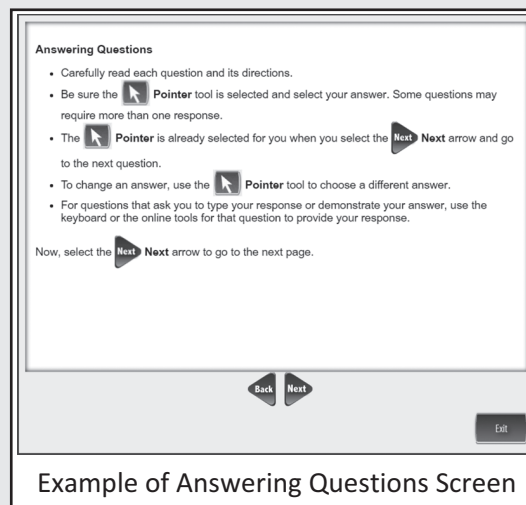 Answering Questions
• Carefully read each question and its directions.
• Be sure the Pointer tool is selected and select your answer. Some questions may
require more than one response.
• The Pointer is already selected for you when you select the Next Next arrow and go
to the next question.
• To change an answer, use the Pointer tool to choose a different answer.
• For questions that ask you to type your response or demonstrate your answer, use the
keyboard or the online tools for that question to provide your response.
Now, select the Next Next arrow to go to the next page.
Back Next
Exit
Example of Answering Questions Screen